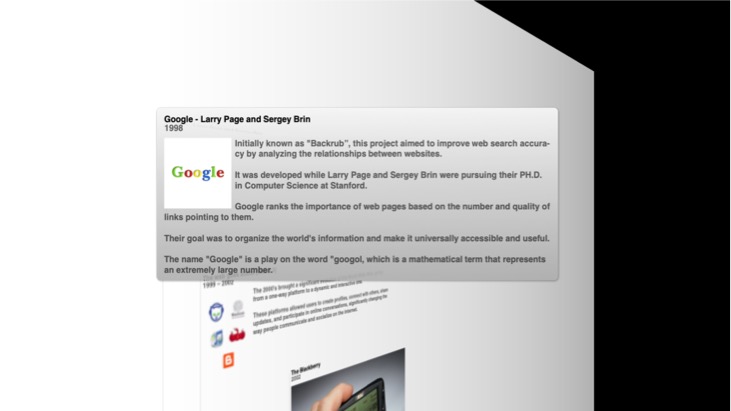 Google - Larry Page and Sergey Brin
1998
Initially known as "Backrub", this project aimed to improve web search accura-
cy by analyzing the relationships between websites.
Google
It was developed while Larry Page and Sergey Brin were pursuing their PH.D.
in Computer Science at Stanford.
Google ranks the importance of web pages based on the number and quality of
links pointing to them.
Their goal was to organize the world's information and make it universally accessible and useful.
The name "Google" is a play on the word "googol, which is a mathematical term that represents
an extremely large number.
1999 - 2002
The 2000's brought a significant
from a one-way platform to a dynamic and interactive one
These platforms allowed users to create profiles, connect with others, share
updates, and participate in online conversations, significantly changing the
way people communicate and socialize on the internet.
The Blackberry
2002